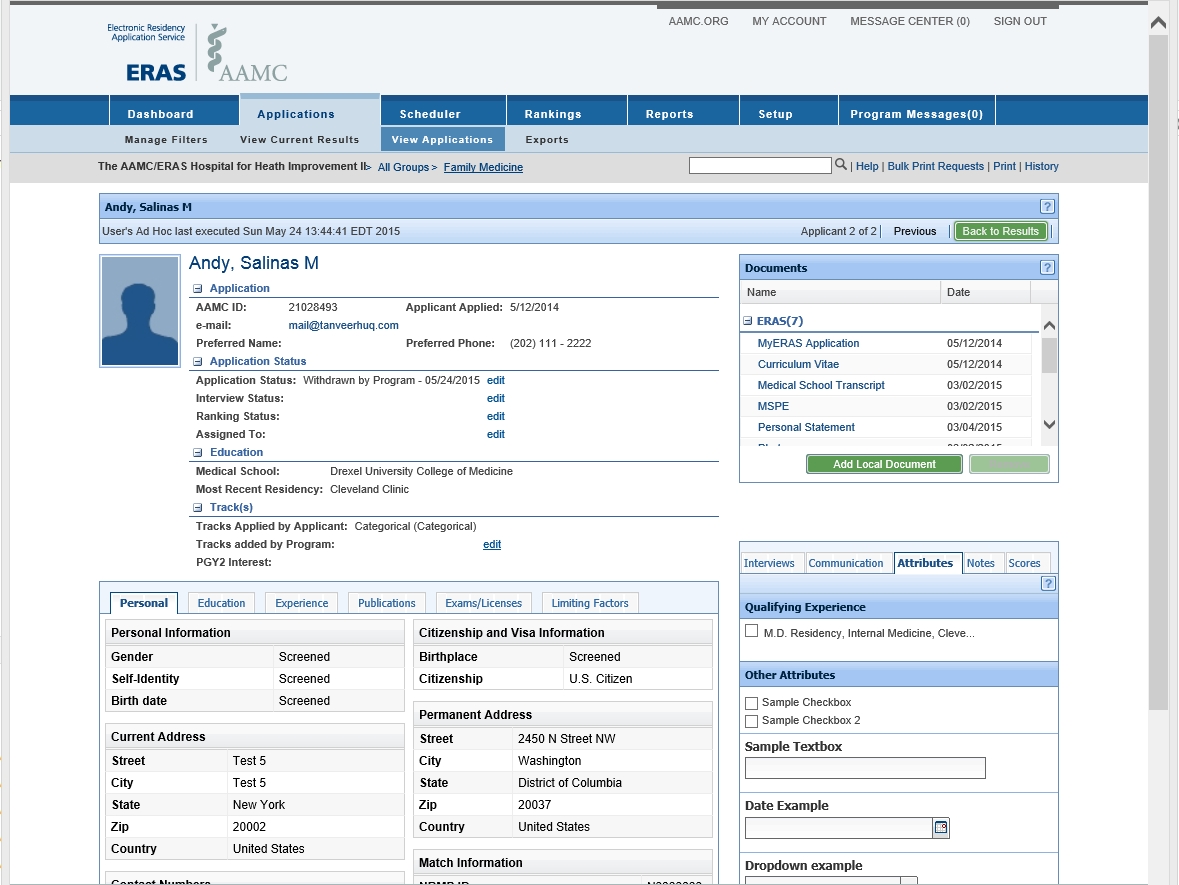 AAMC.ORG MY ACCOUNT MESSAGE CENTER (0) SIGN OUT
Electronic Residency
Application Service
ERAS AAMC
Dashboard Applications Scheduler Rankings Reports Setup Program Messages(0)
Manage Filters View Current Results View Applications Exports
The AAMC/ERAS Hospital for Heath Improvement II> All Groups > Family Medicine | Help | Bulk Print Requests | Print | History
Andy, Salinas M ?
User's Ad Hoc last executed Sun May 24 13:44:41 EDT 2015 Applicant 2 of 2 | Previous | Back to Results |
Andy, Salinas M
Application
AAMC ID: 21028493 Applicant Applied: 5/12/2014
e-mail: mail@tanveerhuq.com
Preferred Name: Preferred Phone: (202) 111 - 2222
Application Status
Application Status: Withdrawn by Program - 05/24/2015 edit
Interview Status: edit
Ranking Status: edit
Assigned To: edit
Education
Medical School: Drexel University College of Medicine
Most Recent Residency: Cleveland Clinic
Track(s)
Tracks Applied by Applicant: Categorical (Categorical)
Tracks added by Program: edit
PGY2 Interest:
Documents ?
Name Date
ERAS(7)
MyERAS Application 05/12/2014
Curriculum Vitae 05/12/2014
Medical School Transcript 03/02/2015
MSPE 03/02/2015
Personal Statement 03/04/2015
Add Local Document
Personal Education Experience Publications Exams/Licenses Limiting Factors
Personal Information
Gender Screened
Self-Identity Screened
Birth date Screened
Current Address
Street Test 5
City Test 5
State New York
Zip 20002
Country United States
Contact Numbers
Citizenship and Visa Information
Birthplace Screened
Citizenship U.S. Citizen
Permanent Address
Street 2450 N Street NW
City Washington
State District of Columbia
Zip 20037
Country United States
Match Information
NRMP ID
Interviews Communication Attributes Notes Scores
?
Qualifying Experience
M.D. Residency, Internal Medicine, Cleve...
Other Attributes
Sample Checkbox
Sample Checkbox 2
Sample Textbox
Date Example
Dropdown example